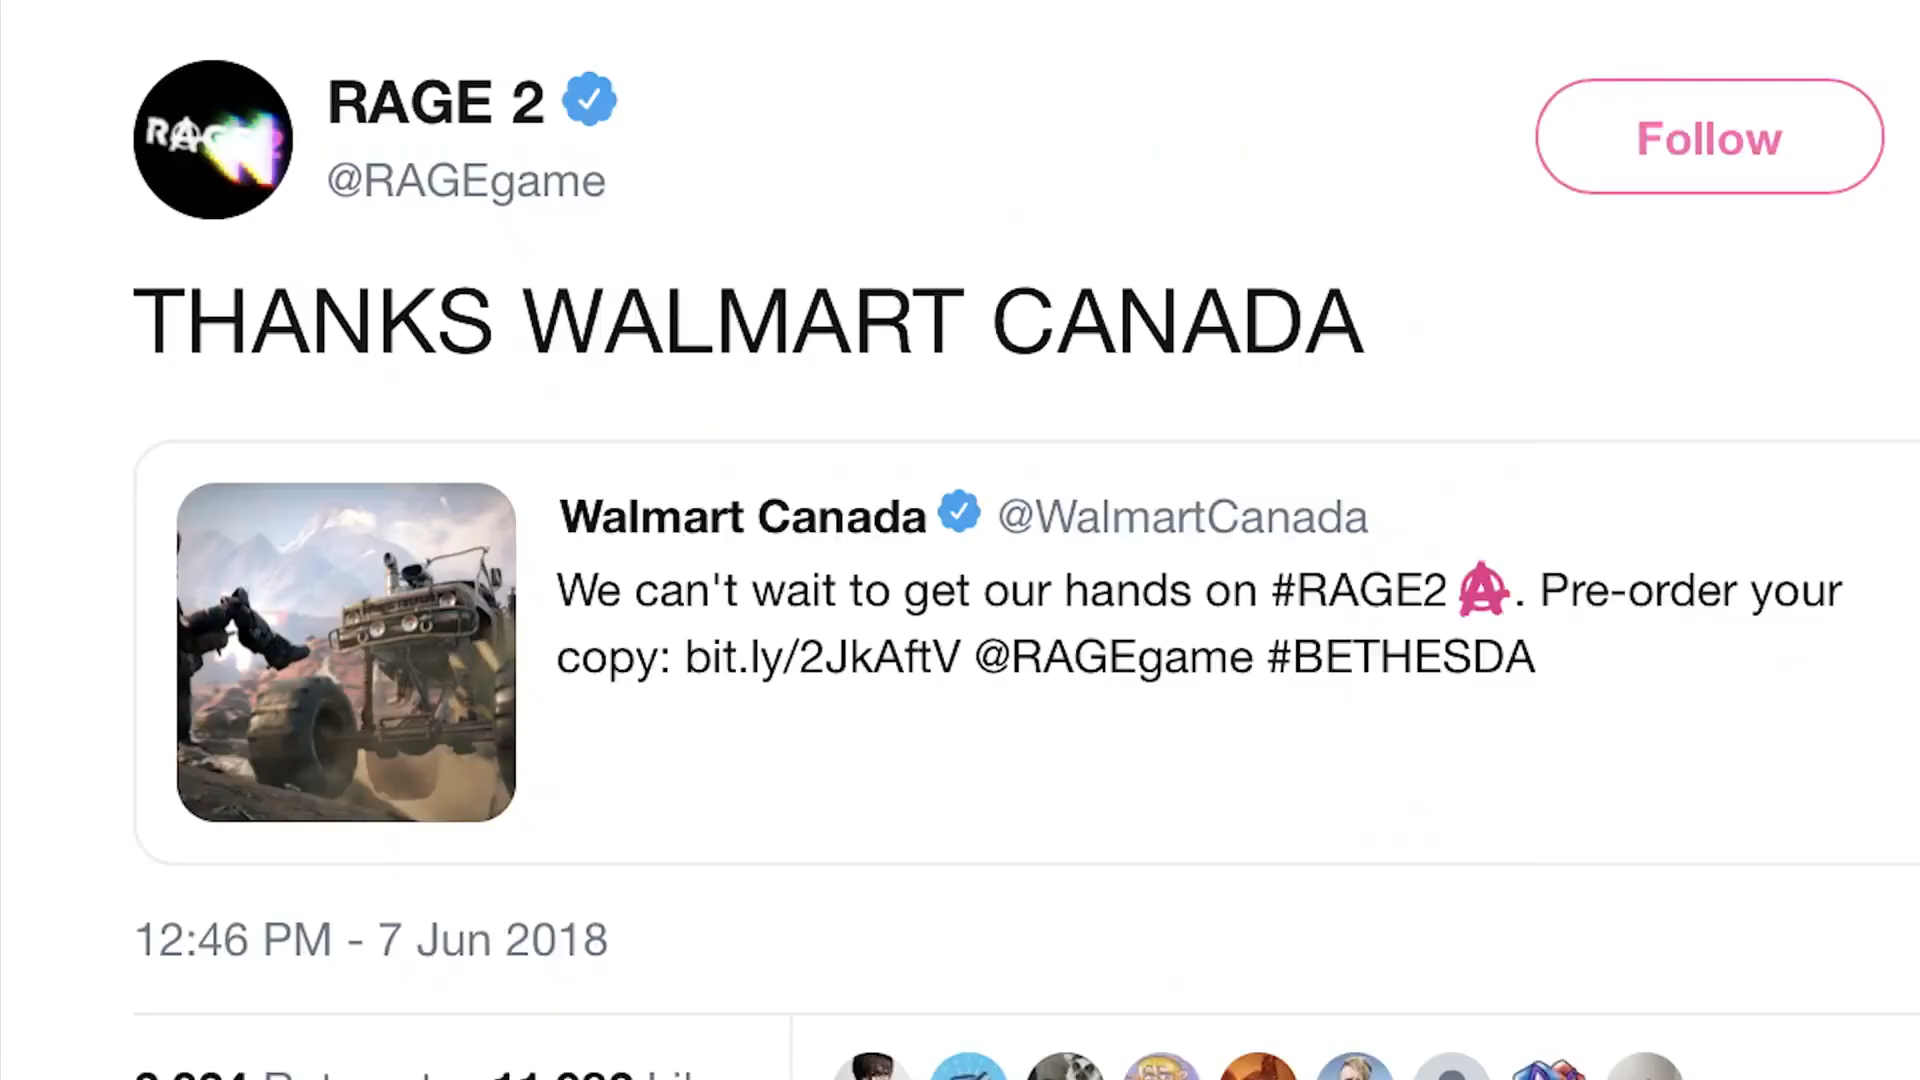 RAGE 2
@RAGEgame
Follow
THANKS WALMART CANADA
Walmart Canada @WalmartCanada
We can't wait to get our hands on #RAGE2. Pre-order your
copy: bit.ly/2JkAftV @RAGEgame #BETHESDA
12:46 PM - 7 Jun 2018